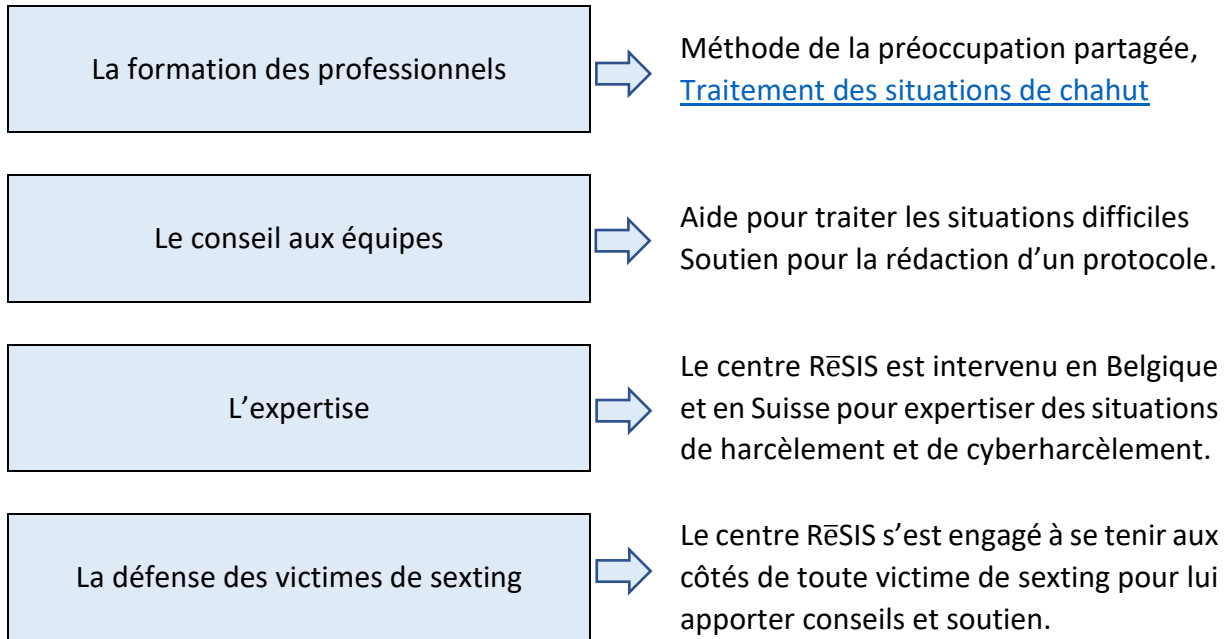 La formation des professionnels
Méthode de la préoccupation partagée,
Traitement des situations de chahut
Le conseil aux équipes
Aide pour traiter les situations difficiles
Soutien pour la rédaction d’un protocole.
L’expertise
Le centre RēSIS est intervenu en Belgique
et en Suisse pour expertiser des situations
de harcèlement et de cyberharcèlement.
La défense des victimes de sexting
Le centre RēSIS s’est engagé à se tenir aux
côtés de toute victime de sexting pour lui
apporter conseils et soutien.